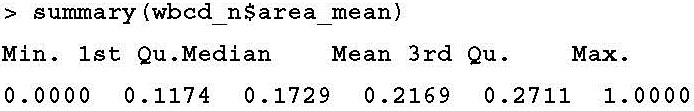 > summary(wbcd_n$area_mean)
Min. 1st Qu.Median Mean 3rd Qu. Max.
0.0000 0.1174 0.1729 0.2169 0.2711 1.0000